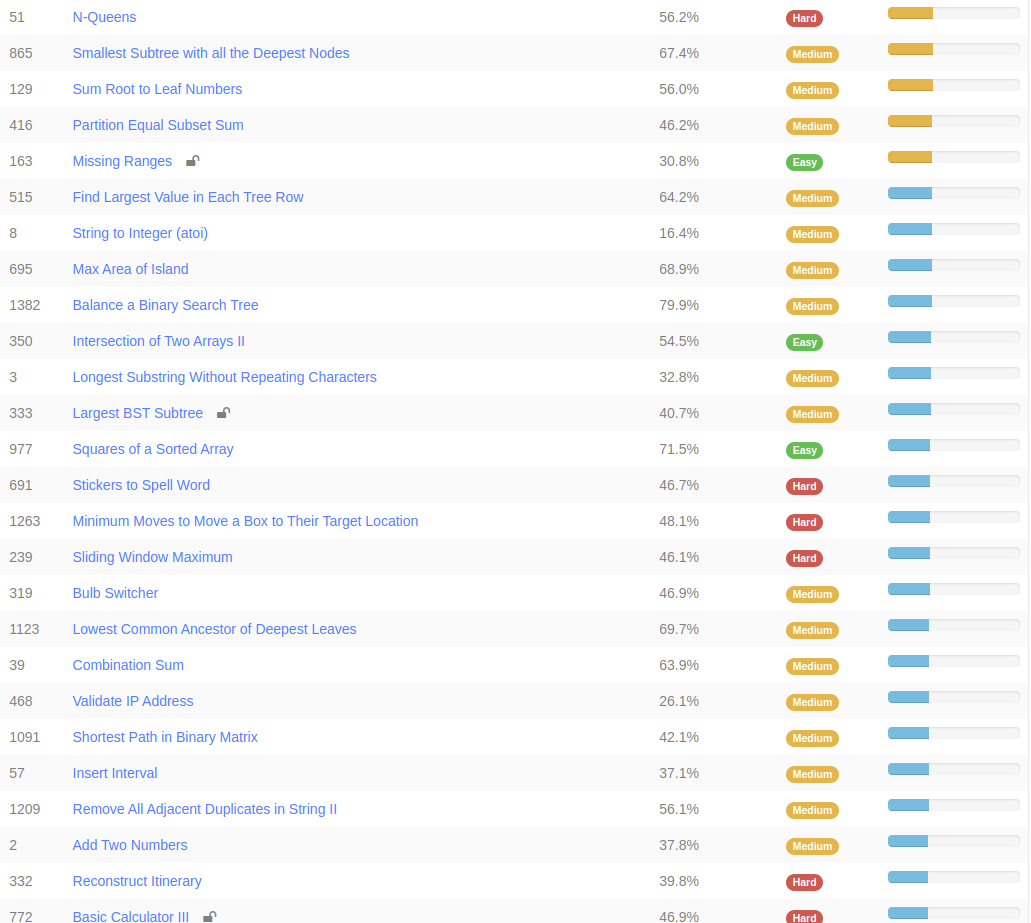 51 N-Queens 56.2% Hard
865 Smallest Subtree with all the Deepest Nodes 67.4% Medium
129 Sum Root to Leaf Numbers 56.0% Medium
416 Partition Equal Subset Sum 46.2% Medium
163 Missing Ranges 30.8% Easy
515 Find Largest Value in Each Tree Row 64.2% Medium
8 String to Integer (atoi) 16.4% Medium
695 Max Area of Island 68.9% Medium
1382 Balance a Binary Search Tree 79.9% Medium
350 Intersection of Two Arrays II 54.5% Easy
3 Longest Substring Without Repeating Characters 32.8% Medium
333 Largest BST Subtree 40.7% Medium
977 Squares of a Sorted Array 71.5% Easy
691 Stickers to Spell Word 46.7% Hard
1263 Minimum Moves to Move a Box to Their Target Location 48.1% Hard
239 Sliding Window Maximum 46.1% Hard
319 Bulb Switcher 46.9% Medium
1123 Lowest Common Ancestor of Deepest Leaves 69.7% Medium
39 Combination Sum 63.9% Medium
468 Validate IP Address 26.1% Medium
1091 Shortest Path in Binary Matrix 42.1% Medium
57 Insert Interval 37.1% Medium
1209 Remove All Adjacent Duplicates in String II 56.1% Medium
2 Add Two Numbers 37.8% Medium
332 Reconstruct Itinerary 39.8% Hard
772 Basic Calculator III 46.9% Hard